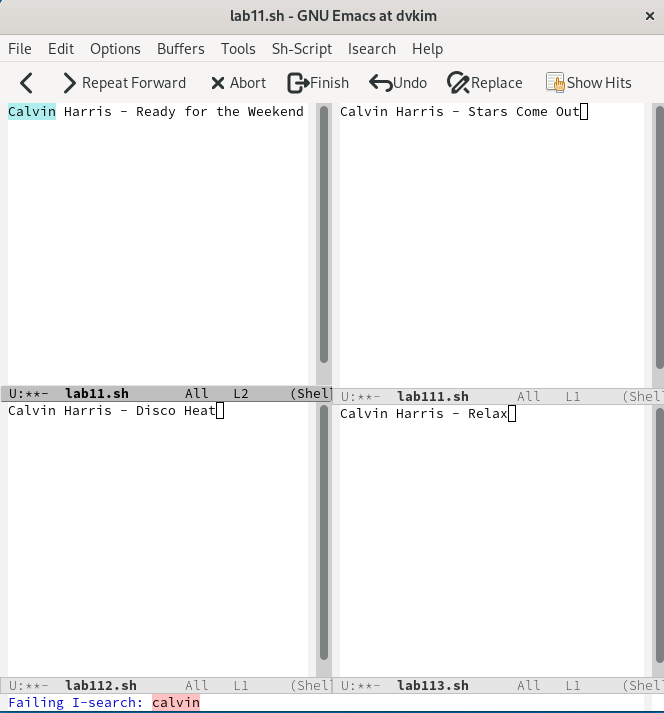 lab11.sh - GNU Emacs at dvkim
File Edit Options Buffers Tools Sh-Script Isearch Help
Repeat Forward Abort Finish Undo Replace Show Hits
Calvin Harris - Ready for the Weekend
Calvin Harris - Stars Come Out
U:**- lab11.sh All L2 (Shel
U:**- lab111.sh All L1 (Shel
Calvin Harris - Disco Heat
Calvin Harris - Relax
U:**- lab112.sh All L1 (Shel
U:**- lab113.sh All L1 (Shel
Failing I-search: calvin